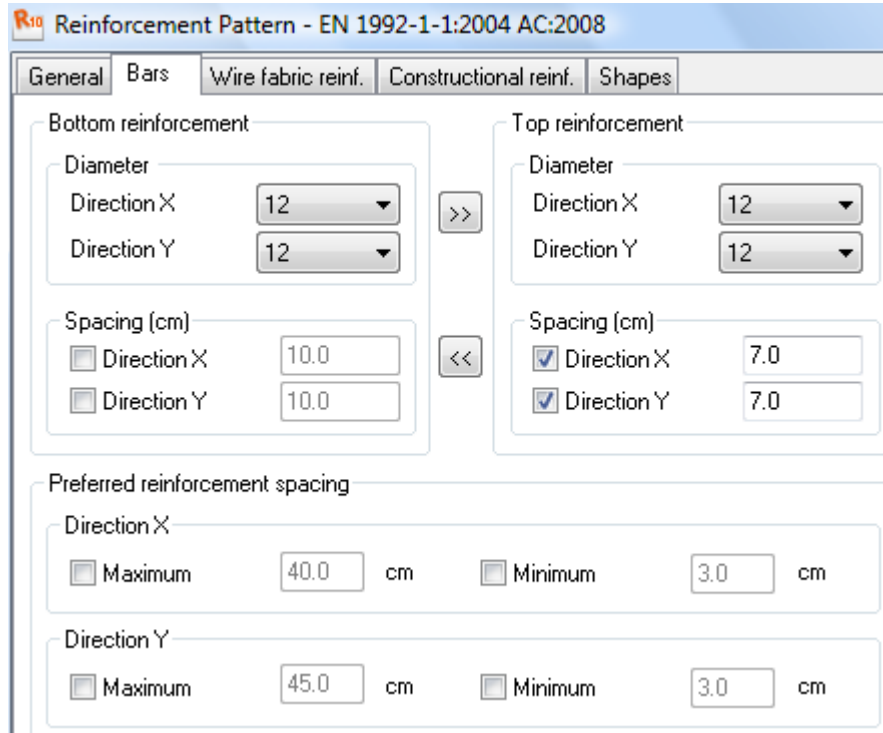 R10 Reinforcement Pattern - EN 1992-1-1:2004 AC:2008
General Bars Wire fabric reinf. Constructional reinf. Shapes
Bottom reinforcement
Diameter
Direction X 12
Direction Y 12
Spacing (cm)
Direction X 10.0
Direction Y 10.0
>>
<<
Top reinforcement
Diameter
Direction X 12
Direction Y 12
Spacing (cm)
Direction X 7.0
Direction Y 7.0
Preferred reinforcement spacing
Direction X
Maximum 40.0 cm Minimum 3.0 cm
Direction Y
Maximum 45.0 cm Minimum 3.0 cm